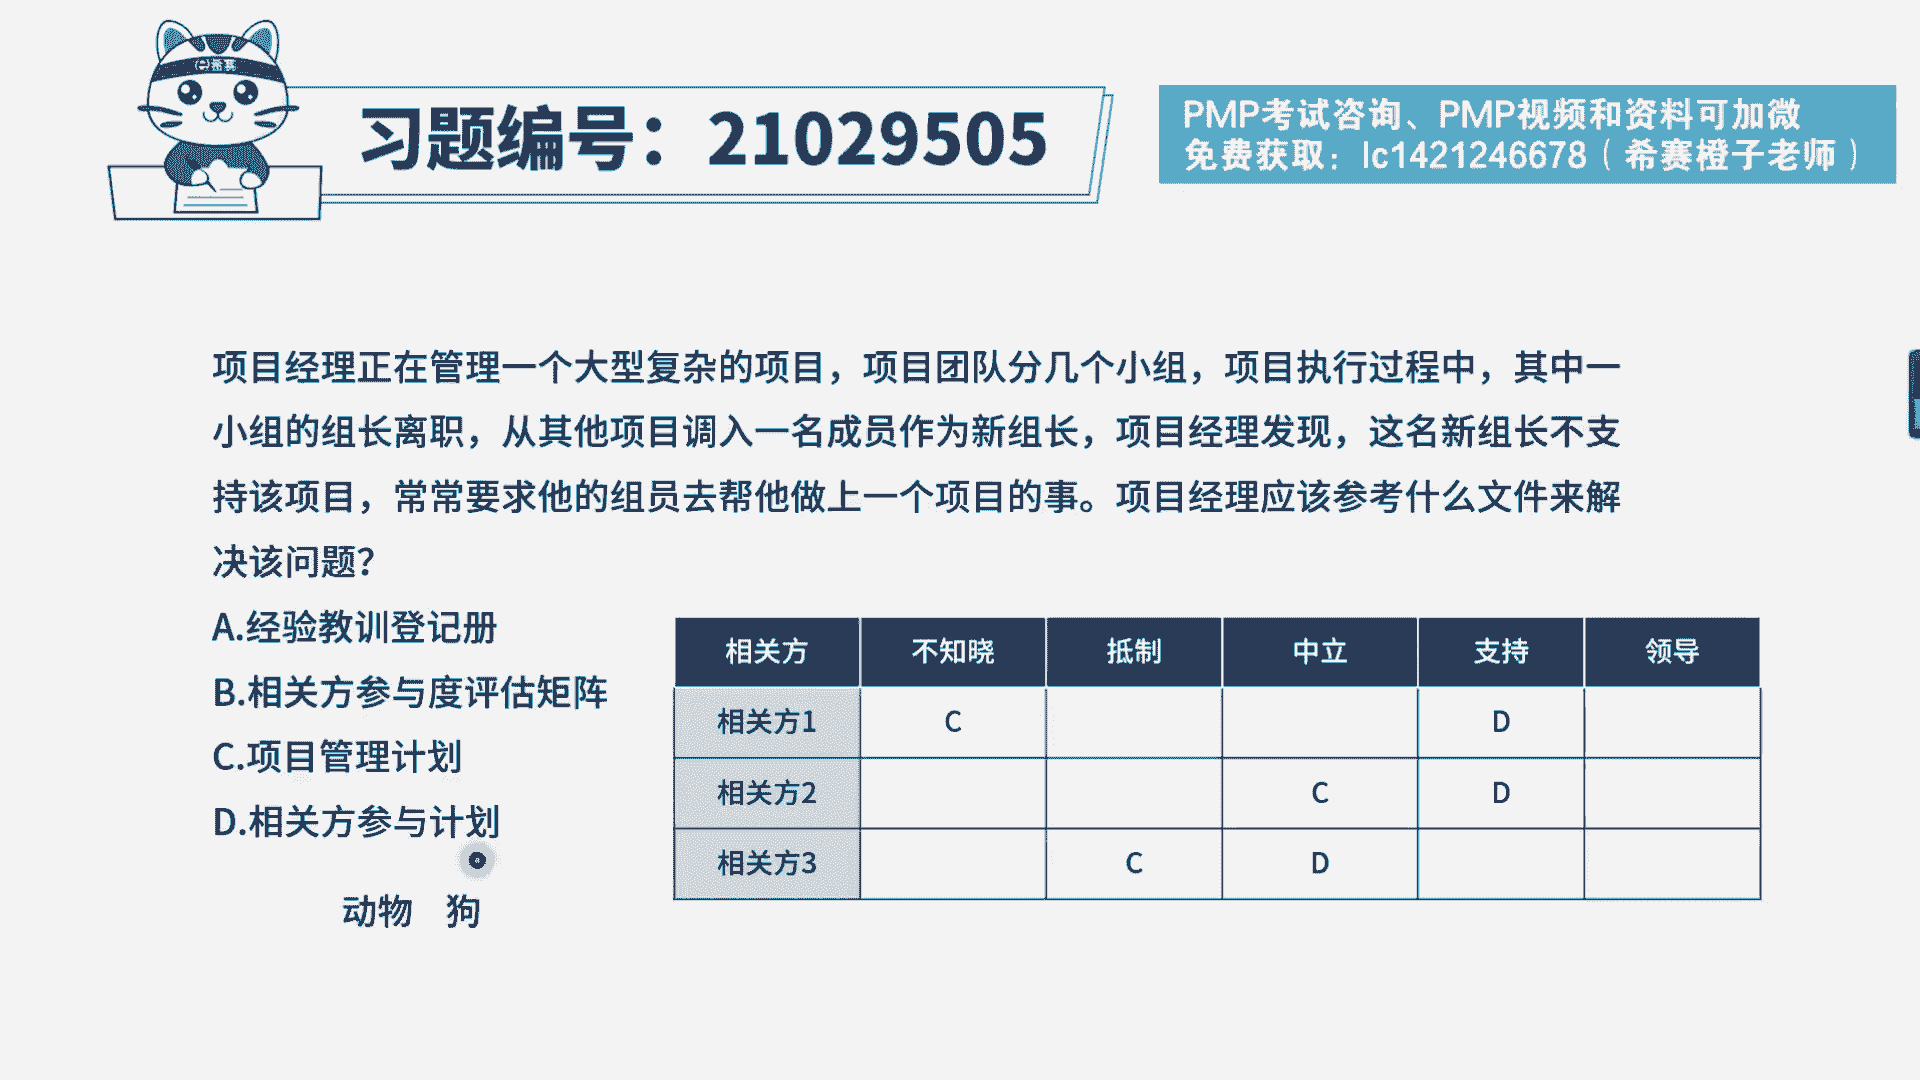 希赛
习题编号：21029505
PMP考试咨询、PMP视频和资料可加微
免费获取：lc1421246678（希赛橙子老师）
项目经理正在管理一个大型复杂的项目，项目团队分几个小组，项目执行过程中，其中一
小组的组长离职，从其他项目调入一名成员作为新组长，项目经理发现，这名新组长不支
持该项目，常常要求他的组员去帮他做上一个项目的事。项目经理应该参考什么文件来解
决该问题？
A.经验教训登记册
B.相关方参与度评估矩阵
C.项目管理计划
D.相关方参与计划
动物 狗
相关方 不知晓 抵制 中立 支持 领导
相关方1 C D
相关方2 C D
相关方3 C D